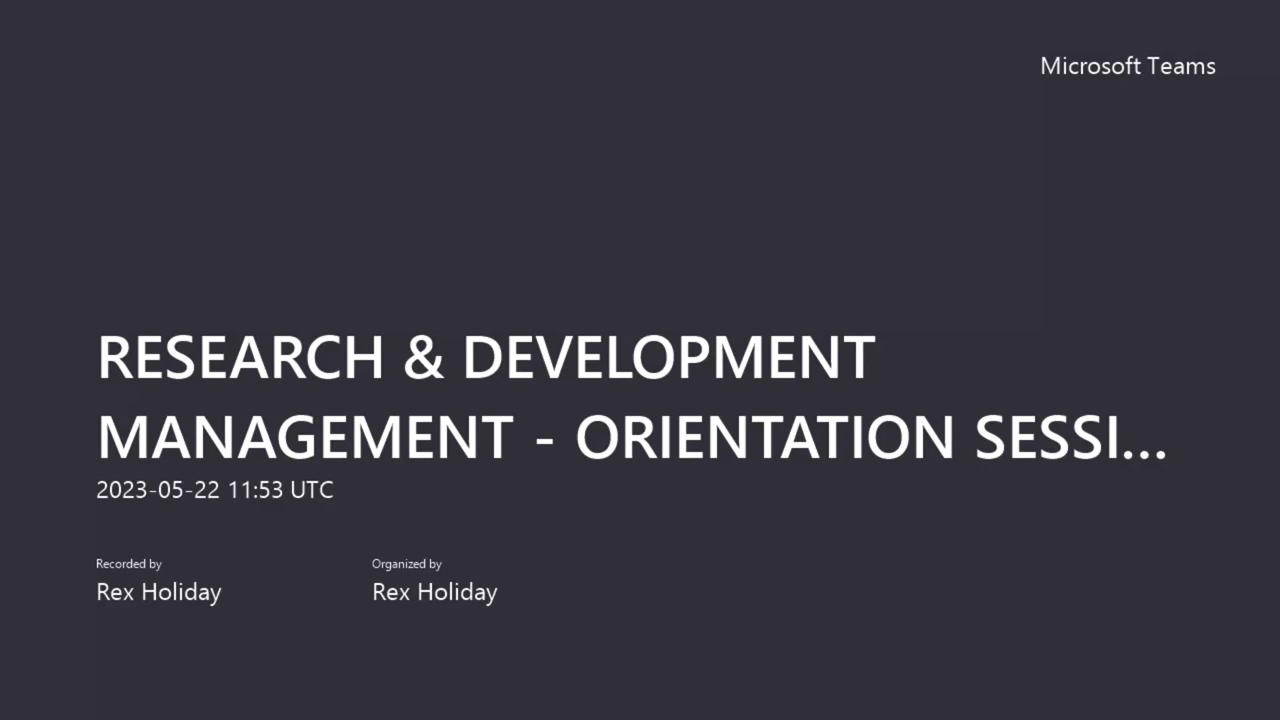 Microsoft Teams
RESEARCH & DEVELOPMENT
MANAGEMENT - ORIENTATION SESSI...
2023-05-22 11:53 UTC
Recorded by
Organized by
Rex Holiday
Rex Holiday